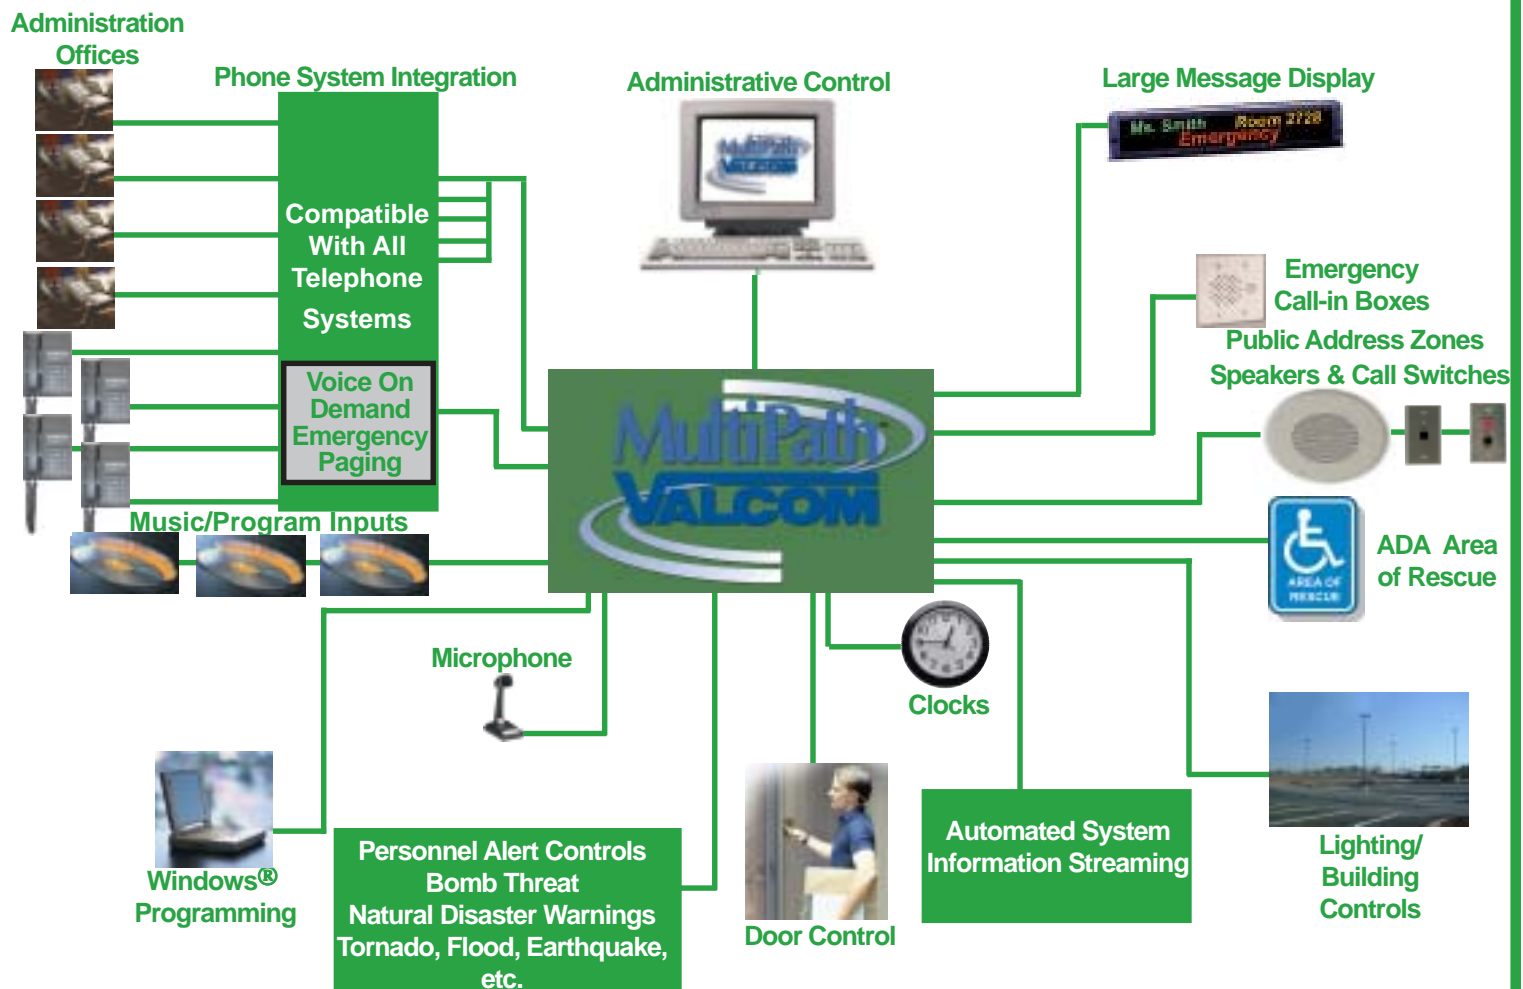 Administration
Offices
Phone System Integration
Administrative Control
Large Message Display
Ms. Smith Room 2728
Emergency
MultiPath
VALCOM
Compatible
With All
Telephone
Systems
Emergency
Call-in Boxes
Public Address Zones
Speakers & Call Switches
Voice On
Demand
Emergency
Paging
MultiPath™
VALCOM
Music/Program Inputs
ADA Area
of Rescue
AREA OF
RESCUE
Microphone
Clocks
Windows®
Programming
Personnel Alert Controls
Bomb Threat
Natural Disaster Warnings
Tornado, Flood, Earthquake,
etc.
Door Control
Automated System
Information Streaming
Lighting/
Building
Controls